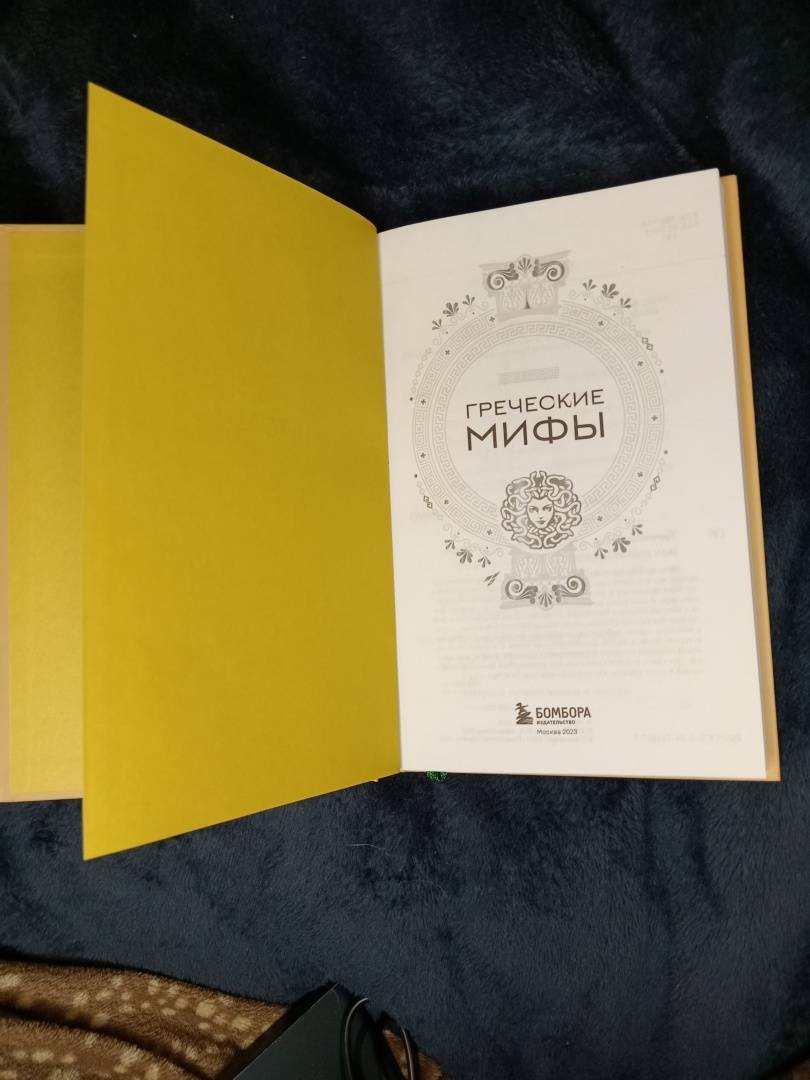 ГРЕЧЕСКИЕ
МИФЫ
БОМБОРА
ИЗДАТЕЛЬСТВО
Москва 2023